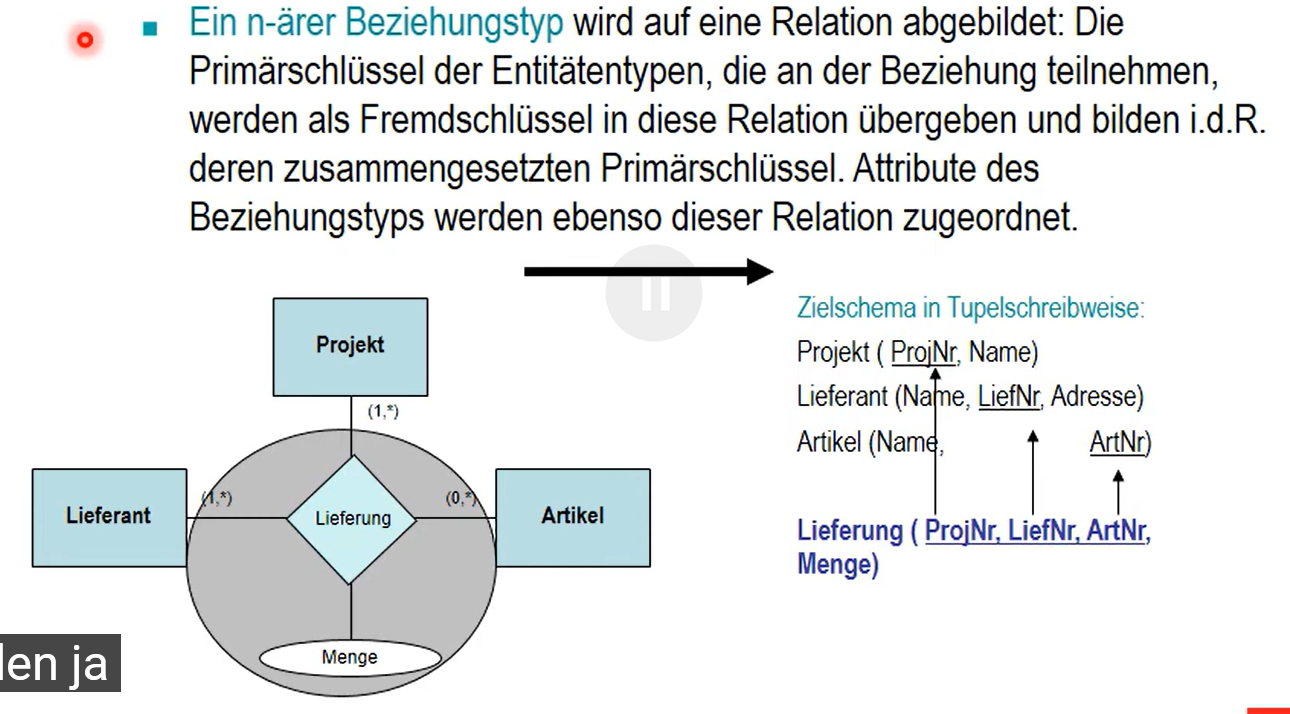 Ein n-ärer Beziehungstyp wird auf eine Relation abgebildet: Die
Primärschlüssel der Entitätentypen, die an der Beziehung teilnehmen,
werden als Fremdschlüssel in diese Relation übergeben und bilden i.d.R.
deren zusammengesetzten Primärschlüssel. Attribute des
Beziehungstyps werden ebenso dieser Relation zugeordnet.
Projekt
(1,*)
Lieferant
(1,*)
Lieferung
(0,*)
Artikel
Menge
Zielschema in Tupelschreibweise:
Projekt ( ProjNr, Name)
Lieferant (Name, LiefNr, Adresse)
Artikel (Name, ArtNr)
Lieferung ( ProjNr, LiefNr, ArtNr,
Menge)
ja